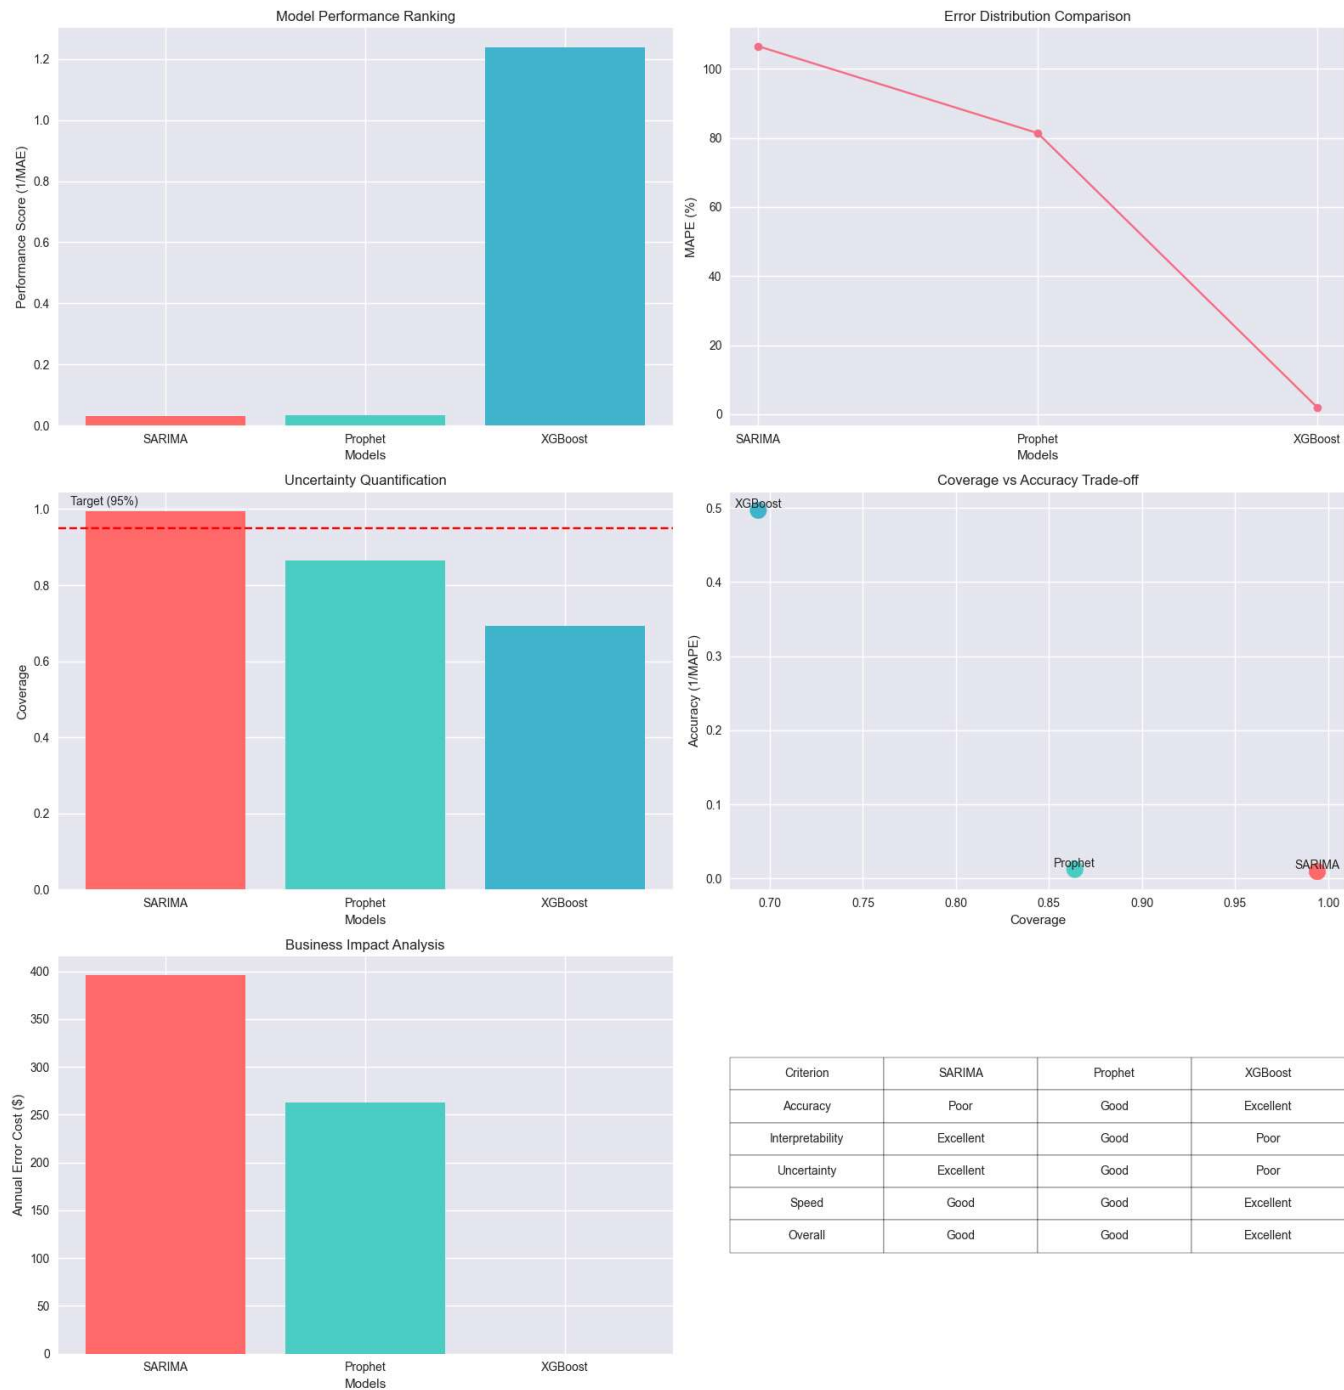 Model Performance Ranking
Performance Score (1/MAE)
1.2
1.0
0.8
0.6
0.4
0.2
0.0
SARIMA Prophet XGBoost
Models
Error Distribution Comparison
MAPE (%)
100
80
60
40
20
0
SARIMA Prophet XGBoost
Models
Uncertainty Quantification
Target (95%)
Coverage
1.0
0.8
0.6
0.4
0.2
0.0
SARIMA Prophet XGBoost
Models
Coverage vs Accuracy Trade-off
Accuracy (1/MAPE)
0.5
0.4
0.3
0.2
0.1
0.0
XGBoost
Prophet
SARIMA
0.70 0.75 0.80 0.85 0.90 0.95 1.00
Coverage
Business Impact Analysis
Annual Error Cost ($)
400
350
300
250
200
150
100
50
0
SARIMA Prophet XGBoost
Models
Criterion SARIMA Prophet XGBoost
Accuracy Poor Good Excellent
Interpretability Excellent Good Poor
Uncertainty Excellent Good Poor
Speed Good Good Excellent
Overall Good Good Excellent